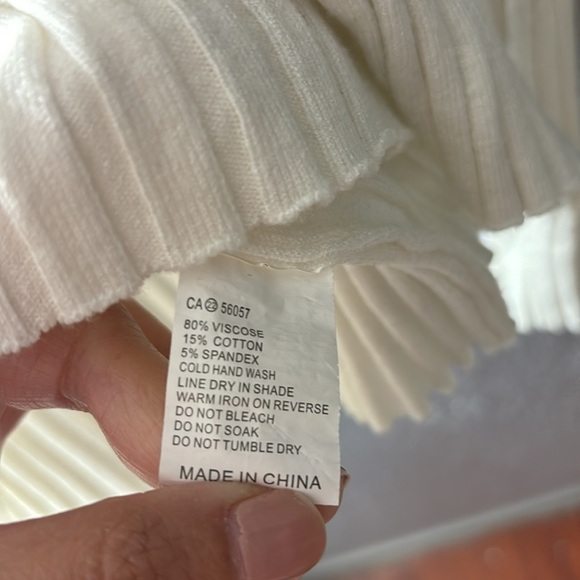 CA 22 56057
80% VISCOSE
15% COTTON
5% SPANDEX
COLD HAND WASH
LINE DRY IN SHADE
WARM IRON ON REVERSE
DO NOT BLEACH
DO NOT SOAK
DO NOT TUMBLE DRY
MADE IN CHINA